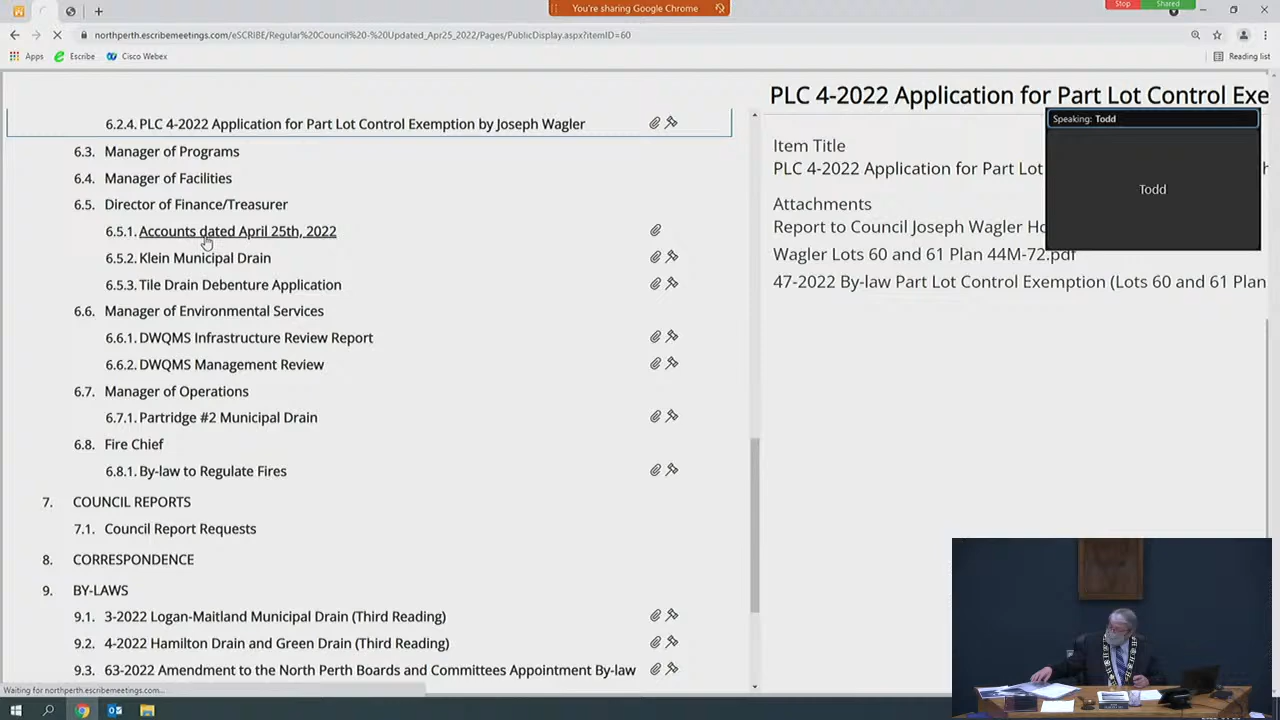 You're sharing Google Chrome
Stop Shared
northperth.escribemeetings.com/eSCRIBE/Regular%20Council%20-%20Updated_Apr25_2022/Pages/PublicDisplay.aspx?itemID=60
Apps Escribe Cisco Webex Reading list
6.2.4. PLC 4-2022 Application for Part Lot Control Exemption by Joseph Wagler
6.3. Manager of Programs
6.4. Manager of Facilities
6.5. Director of Finance/Treasurer
6.5.1. Accounts dated April 25th, 2022
6.5.2. Klein Municipal Drain
6.5.3. Tile Drain Debenture Application
6.6. Manager of Environmental Services
6.6.1. DWQMS Infrastructure Review Report
6.6.2. DWQMS Management Review
6.7. Manager of Operations
6.7.1. Partridge #2 Municipal Drain
6.8. Fire Chief
6.8.1. By-law to Regulate Fires
7. COUNCIL REPORTS
7.1. Council Report Requests
8. CORRESPONDENCE
9. BY-LAWS
9.1. 3-2022 Logan-Maitland Municipal Drain (Third Reading)
9.2. 4-2022 Hamilton Drain and Green Drain (Third Reading)
9.3. 63-2022 Amendment to the North Perth Boards and Committees Appointment By-law
Waiting for northperth.escribemeetings.com...
PLC 4-2022 Application for Part Lot Control Exe
Item Title
PLC 4-2022 Application for Part Lot
Attachments
Report to Council Joseph Wagler Ho
Wagler Lots 60 and 61 Plan 44M-72.pdf
47-2022 By-law Part Lot Control Exemption (Lots 60 and 61 Plan
Speaking: Todd
Todd